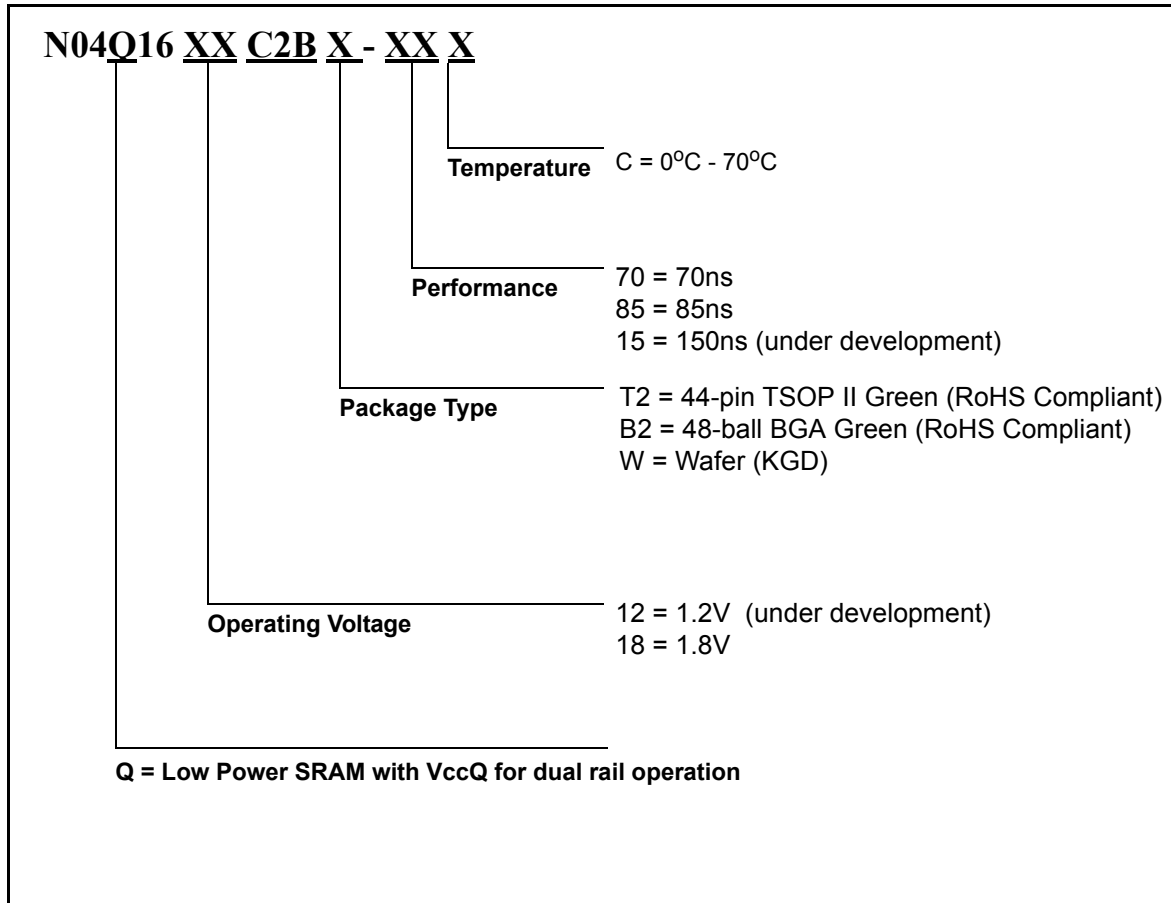 N04Q16 XX C2B X - XX X
Temperature C = 0°C - 70°C
Performance 70 = 70ns
85 = 85ns
15 = 150ns (under development)
Package Type T2 = 44-pin TSOP II Green (RoHS Compliant)
B2 = 48-ball BGA Green (RoHS Compliant)
W = Wafer (KGD)
Operating Voltage 12 = 1.2V (under development)
18 = 1.8V
Q = Low Power SRAM with VccQ for dual rail operation